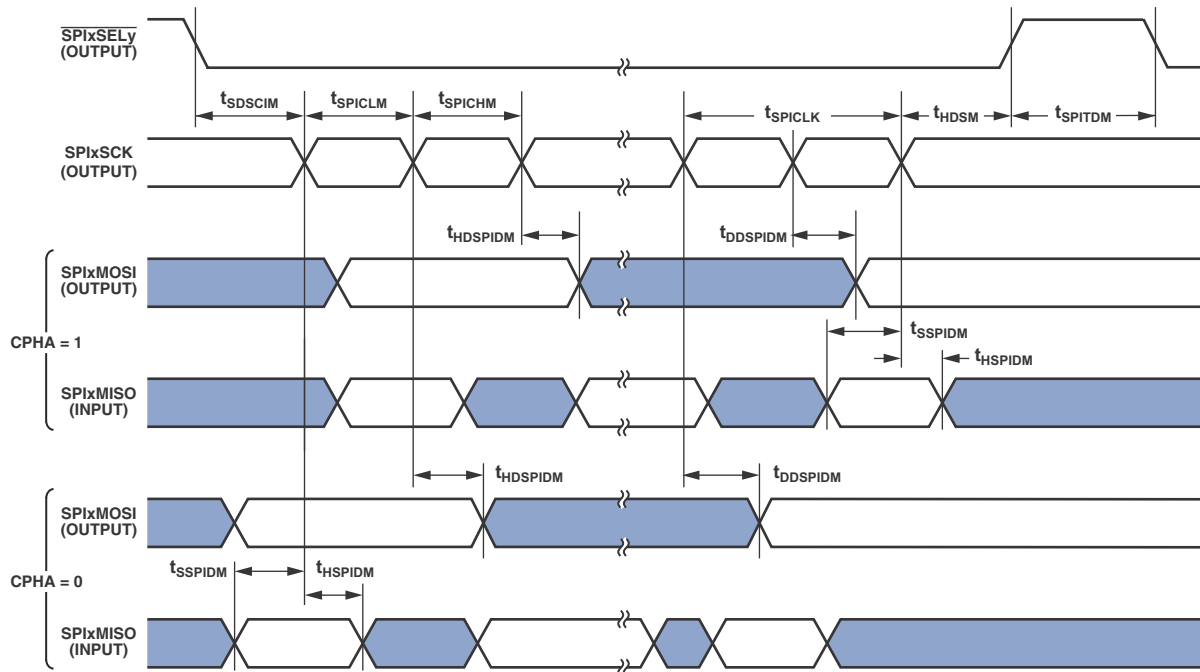 SPIxSELy
(OUTPUT)
tSDSCIM
tSPICLM
tSPICHM
tSPICLK
tHDSM
tSPITDM
SPIxSCK
(OUTPUT)
tHDSPIDM
tDDSPIDM
SPIxMOSI
(OUTPUT)
tSSPIDM
CPHA = 1
tHSPIDM
SPIxMISO
(INPUT)
tHDSPIDM
tDDSPIDM
SPIxMOSI
(OUTPUT)
tSSPIDM
tHSPIDM
CPHA = 0
SPIxMISO
(INPUT)